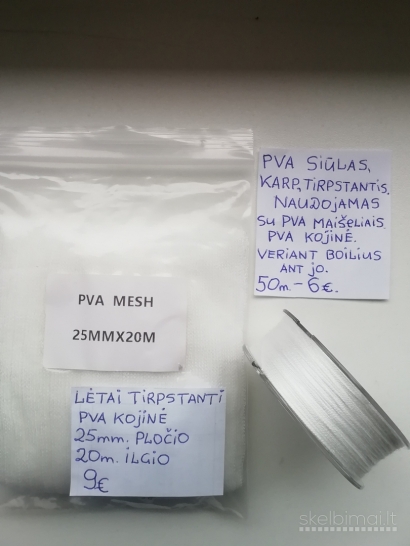 PVA SIŪLAS,
KARP, TIRPSTANTIS.
NAUDOJAMAS
SU PVA MAIŠELIAIS.
PVA KOJINĖ.
VERIANT BOILIUS
ANT JO.
50m. - 6€.
PVA MESH
25MMX20M
LĖTAI TIRPSTANTI
PVA KOJINĖ
25mm. PLOČIO
20m. ILGIO
9€
skelbimai.lt